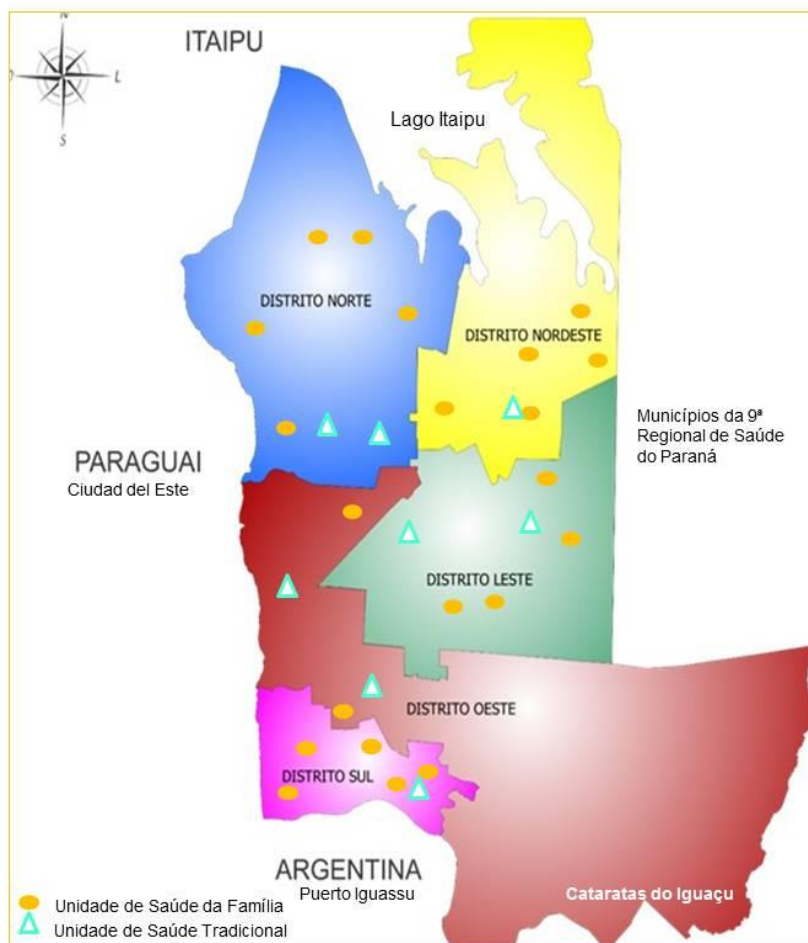 N
L
S
ITAIPU
Lago Itaipu
DISTRITO NORTE
DISTRITO NORDESTE
Municípios da 9ª
Regional de Saúde
do Paraná
PARAGUAI
Ciudad del Este
DISTRITO LESTE
DISTRITO OESTE
DISTRITO SUL
ARGENTINA
Puerto Iguassu
Cataratas do Iguaçu
Unidade de Saúde da Família
Unidade de Saúde Tradicional